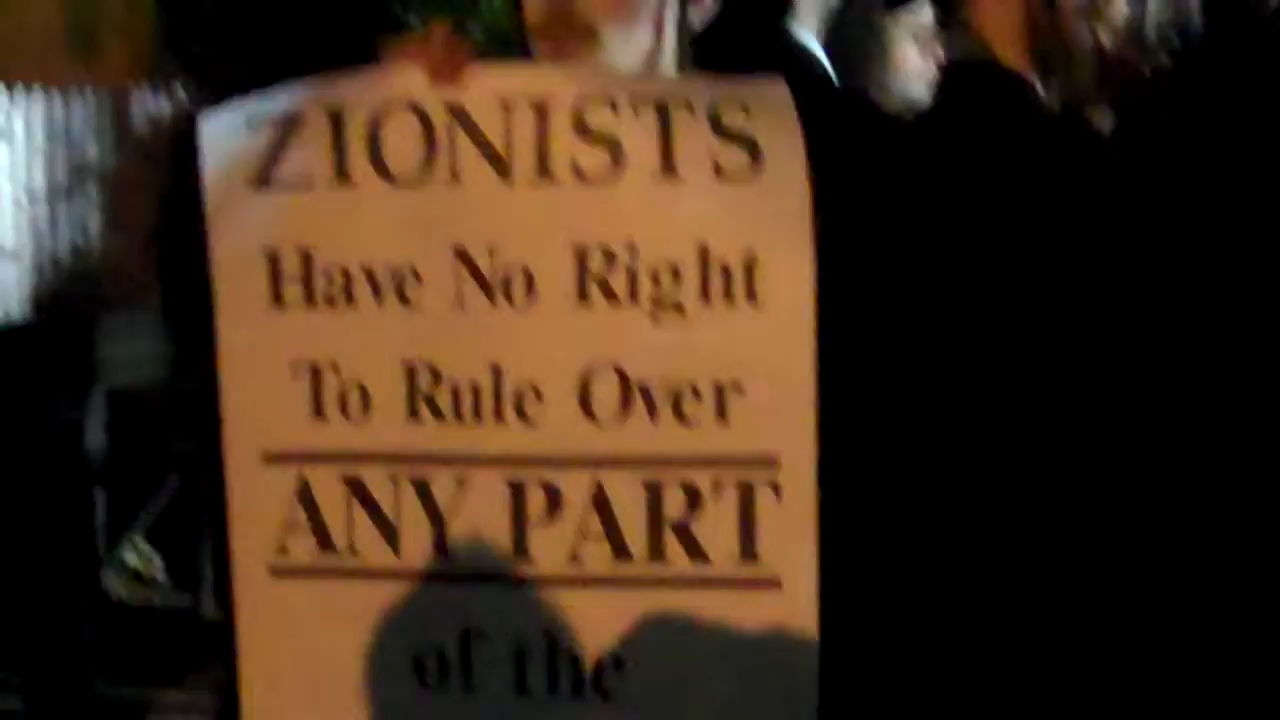 ZIONISTS
Have No Right
To Rule Over
ANY PART
of the